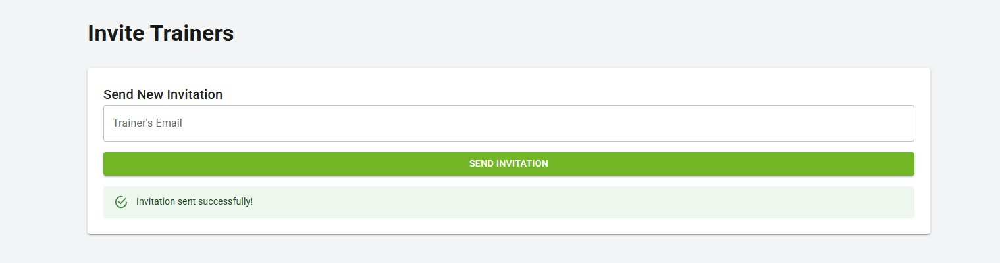 Invite Trainers
Send New Invitation
Trainer's Email
SEND INVITATION
Invitation sent successfully!